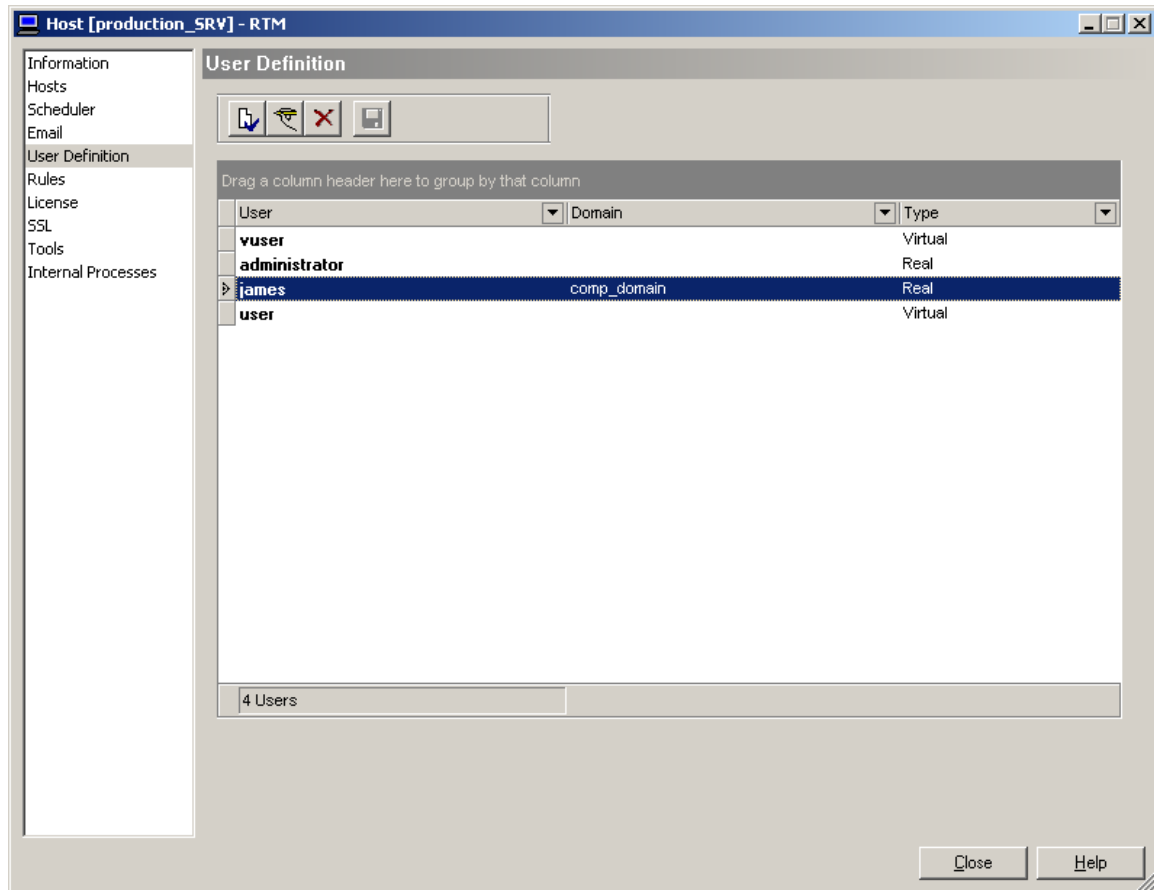 Host [production_SRV] - RTM
Information
Hosts
Scheduler
Email
User Definition
Rules
License
SSL
Tools
Internal Processes
User Definition
Drag a column header here to group by that column
User Domain Type
vuser Virtual
administrator Real
james comp_domain Real
user Virtual
4 Users
Close Help